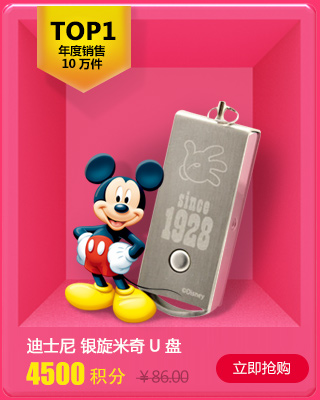 TOP1
年度销售
10 万件
since
1928
©Disney
迪士尼 银旋米奇 U 盘
4500 积分 ￥86.00 立即抢购